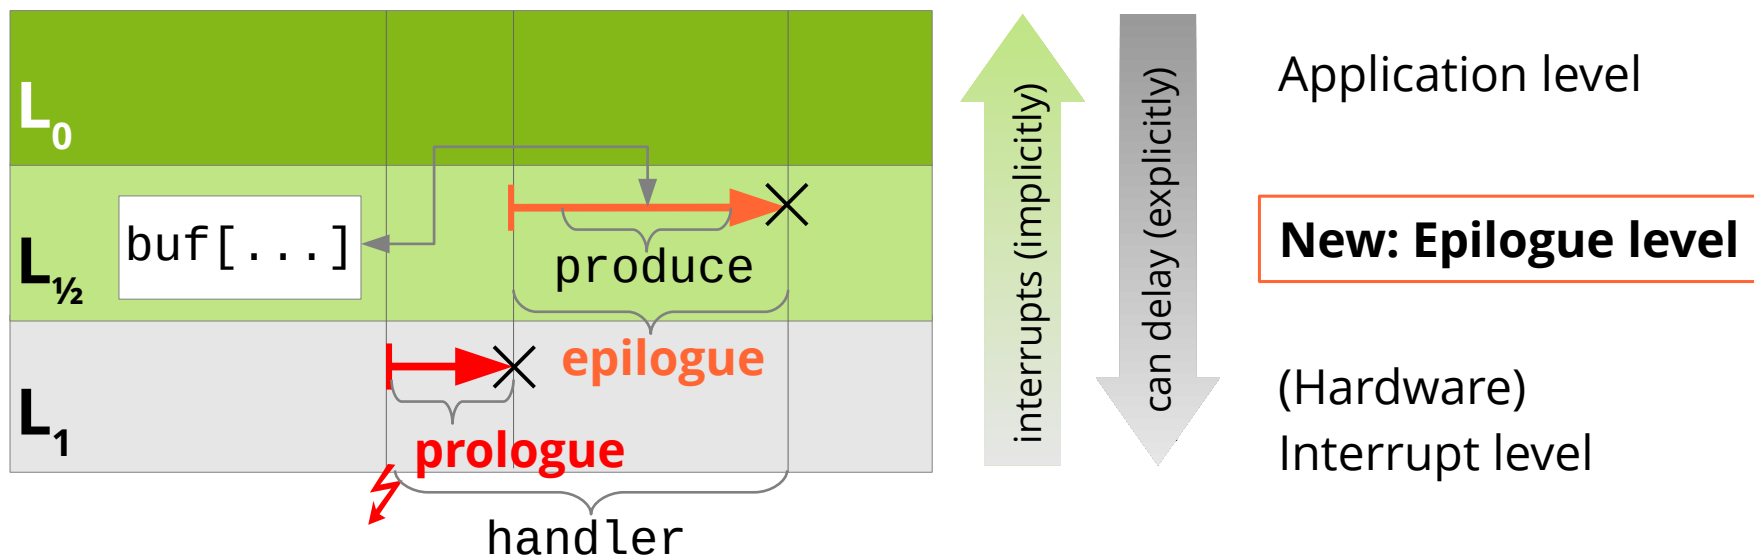 L0
L½
L1
buf[...]
produce
epilogue
prologue
handler
interrupts (implicitly)
can delay (explicitly)
Application level
New: Epilogue level
(Hardware)
Interrupt level